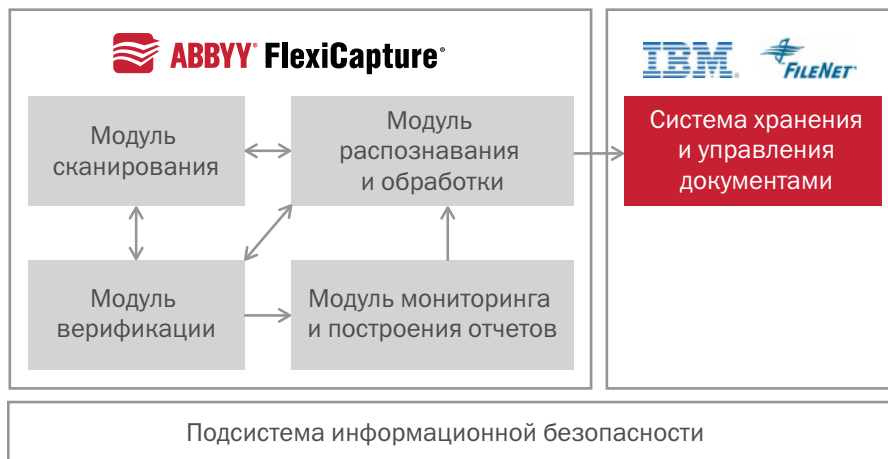 ABBYY FlexiCapture
IBM FILENET
Модуль
сканирования
Модуль
распознавания
и обработки
Система хранения
и управления
документами
Модуль
верификации
Модуль мониторинга
и построения отчетов
Подсистема информационной безопасности